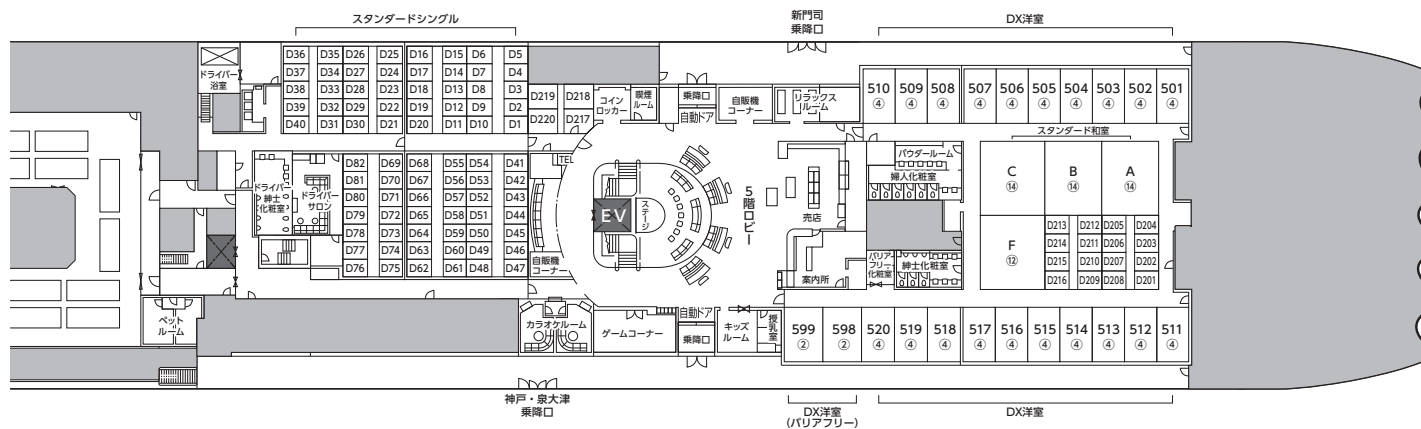 スタンダードシングル
新門司
乗降口
DX洋室
ドライバー
浴室
D36 D35 D26 D25 D16 D15 D6 D5
D37 D34 D27 D24 D17 D14 D7 D4
D38 D33 D28 D23 D18 D13 D8 D3
D39 D32 D29 D22 D19 D12 D9 D2
D40 D31 D30 D21 D20 D11 D10 D1
D219 D218
D220 D217
コイン
ロッカー
喫煙
ルーム
乗降口
自動ドア
自販機
コーナー
リラックス
ルーム
510 509 508 507 506 505 504 503 502 501
④ ④ ④ ④ ④ ④ ④ ④ ④ ④
スタンダード和室
パウダールーム
婦人化粧室
C B A
⑭ ⑭ ⑭
TEL
D82 D69 D68 D55 D54 D41
D81 D70 D67 D56 D53 D42
D80 D71 D66 D57 D52 D43
D79 D72 D65 D58 D51 D44
D78 D73 D64 D59 D50 D45
D77 D74 D63 D60 D49 D46
D76 D75 D62 D61 D48 D47
ドライバー
紳士
化粧室
ドライバー
サロン
EV
ステージ
5階ロビー
売店
案内所
自販機
コーナー
バリア
フリー
化粧室
紳士化粧室
F
⑫
D213 D212 D205 D204
D214 D211 D206 D203
D215 D210 D207 D202
D216 D209 D208 D201
ペット
ルーム
カラオケルーム
ゲームコーナー
自動ドア
乗降口
キッズ
ルーム
授乳室
599 598 520 519 518 517 516 515 514 513 512 511
② ② ④ ④ ④ ④ ④ ④ ④ ④ ④ ④
神戸・泉大津
乗降口
DX洋室
(バリアフリー)
DX洋室